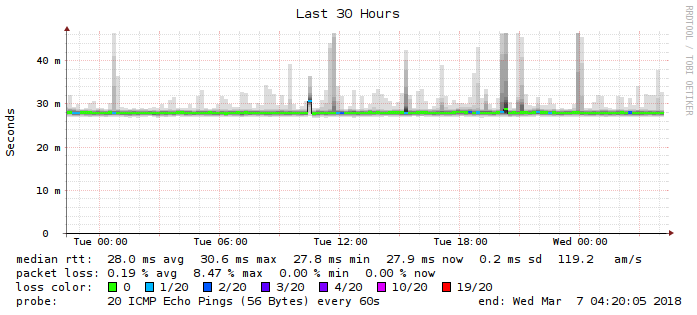 Last 30 Hours
RRDTOOL / TOBI OETIKER
Seconds
40 m
30 m
20 m
10 m
0
Tue 00:00 Tue 06:00 Tue 12:00 Tue 18:00 Wed 00:00
median rtt: 28.0 ms avg 30.6 ms max 27.8 ms min 27.9 ms now 0.2 ms sd 119.2 am/s
packet loss: 0.19 % avg 8.47 % max 0.00 % min 0.00 % now
loss color: 0 1/20 2/20 3/20 4/20 10/20 19/20
probe: 20 ICMP Echo Pings (56 Bytes) every 60s end: Wed Mar 7 04:20:05 2018